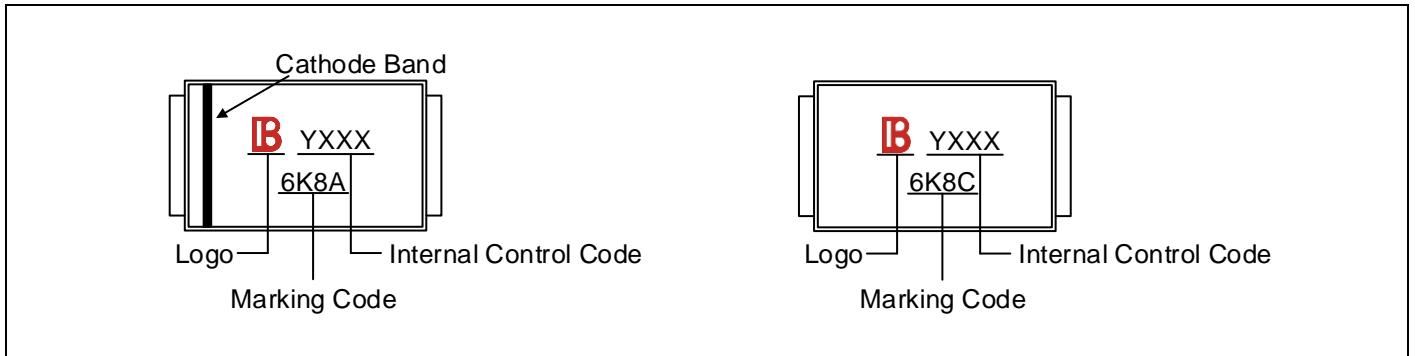 Cathode Band
B YXXX
6K8A
Logo
Internal Control Code
Marking Code
B YXXX
6K8C
Logo
Internal Control Code
Marking Code